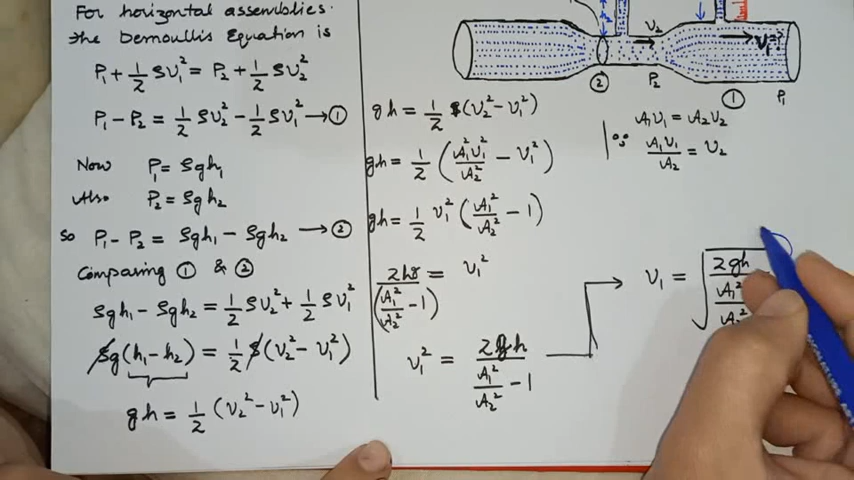 For horizontal assemblies.
the Bernoullis Equation is
P₁ + 1/2 ρv₁² = P₂ + 1/2 ρv₂²
P₁ - P₂ = 1/2 ρv₂² - 1/2 ρv₁² → ①
Now P₁ = ρgh₁
Also P₂ = ρgh₂
So P₁ - P₂ = ρgh₁ - ρgh₂ → ②
Comparing ① & ②
ρgh₁ - ρgh₂ = 1/2 ρv₂² + 1/2 ρv₁²
ρg(h₁ - h₂) = 1/2 ρ(v₂² - v₁²)
gh = 1/2 (v₂² - v₁²)
gh = 1/2 (v₂² - v₁²)
gh = 1/2 (A₁²v₁²/A₂² - v₁²)
gh = 1/2 v₁² (A₁²/A₂² - 1)
2hg/(A₁²/A₂² - 1) = v₁²
v₁² = 2gh/(A₁²/A₂² - 1)
h₂
v₂
v₁
②
P₂
①
P₁
A₁v₁ = A₂v₂
∵ A₁v₁/A₂ = v₂
v₁ = √2gh/A₁²/A₂²